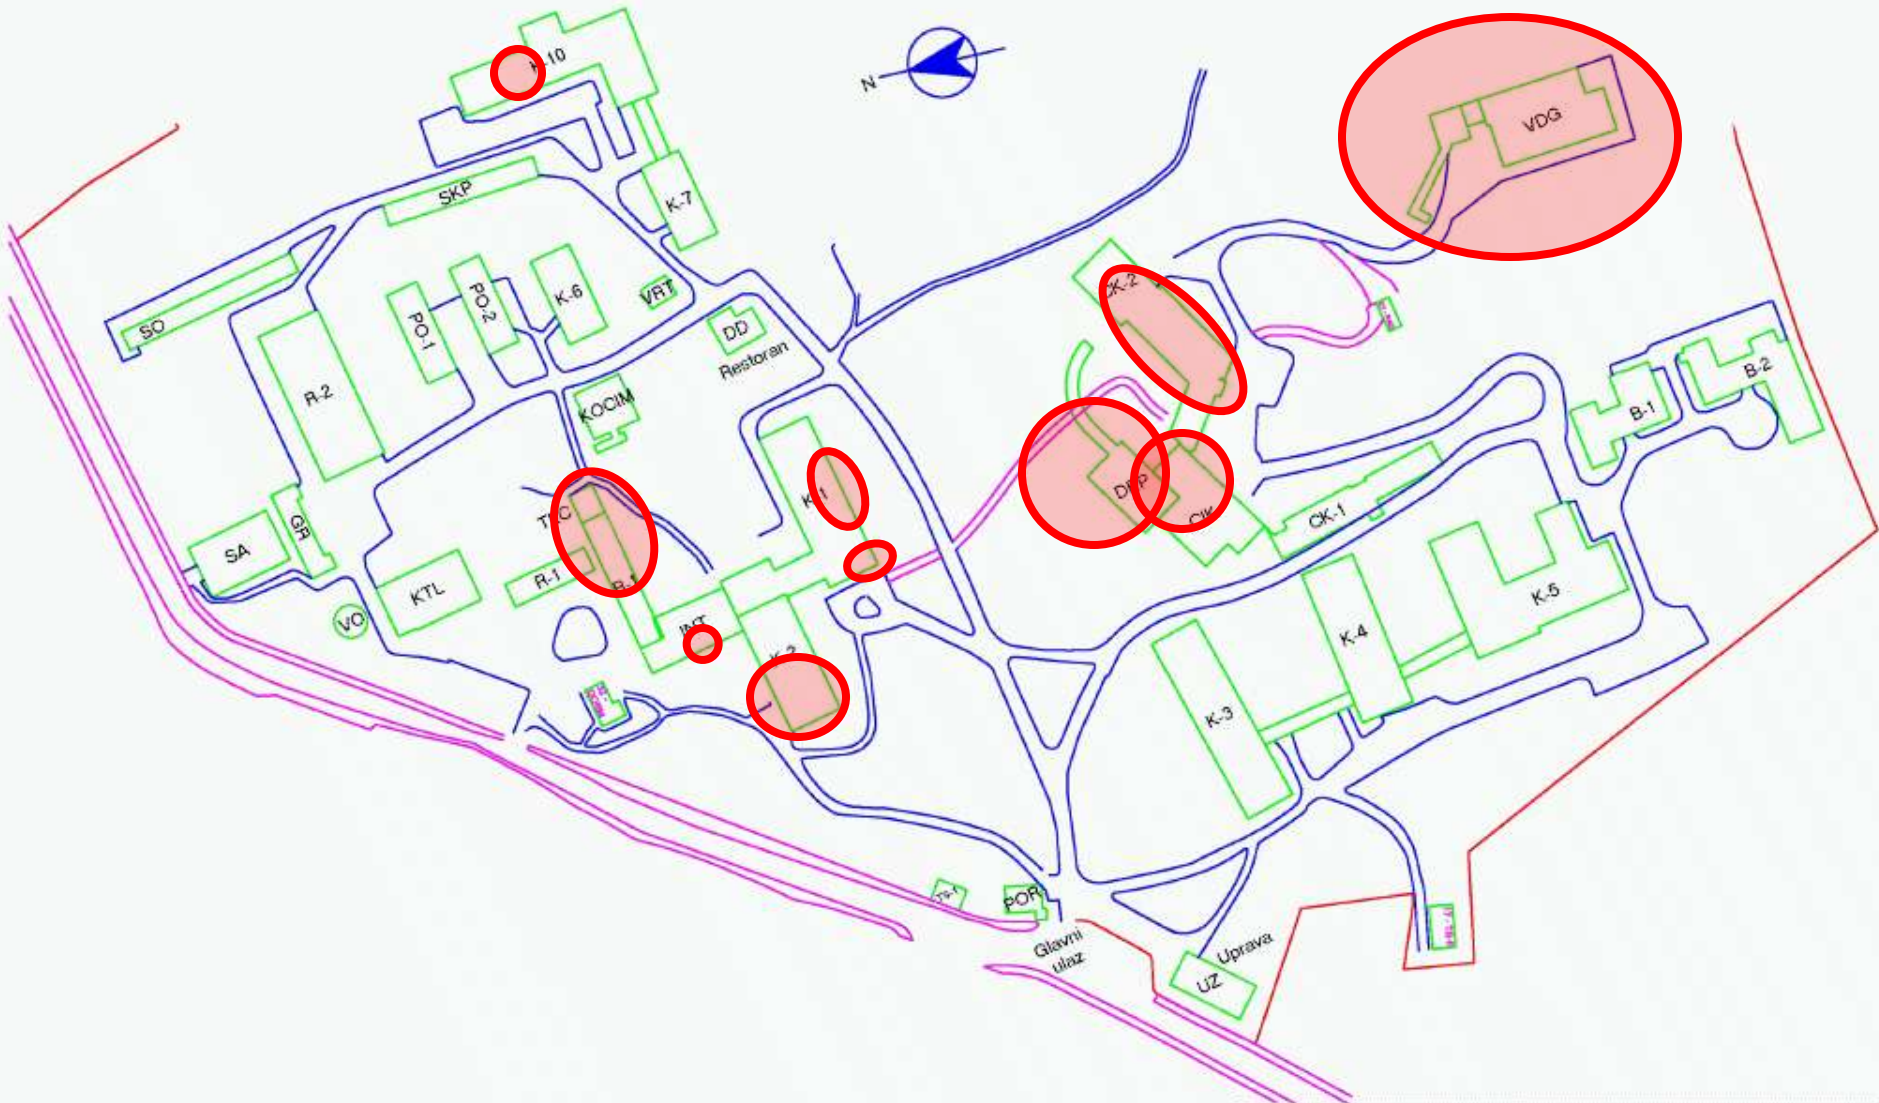 K-10
N
VDG
SKP
K-7
SO
PO-1
PO-2
K-6
VRT
DD
Restoran
CK-2
R-2
KOCIM
B-2
B-1
K-1
CIK
CK-1
SA
GR
R-1
KTL
VO
INT
K-2
K-5
K-4
K-3
POR
Glavni
ulaz
Uprava
UZ